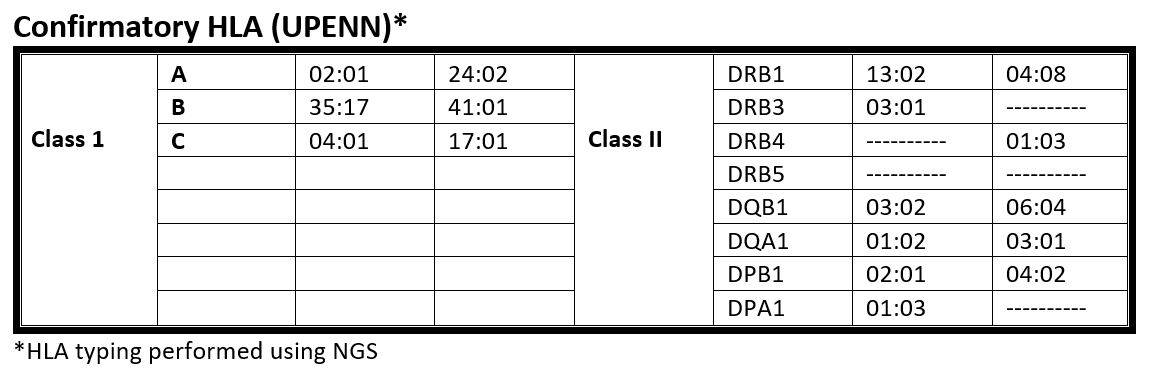 Confirmatory HLA (UPENN)*
A 02:01 24:02 DRB1 13:02 04:08
B 35:17 41:01 DRB3 03:01 ----------
Class 1 C 04:01 17:01 Class II DRB4 ---------- 01:03
DRB5 ---------- ----------
DQB1 03:02 06:04
DQA1 01:02 03:01
DPB1 02:01 04:02
DPA1 01:03 ----------
*HLA typing performed using NGS